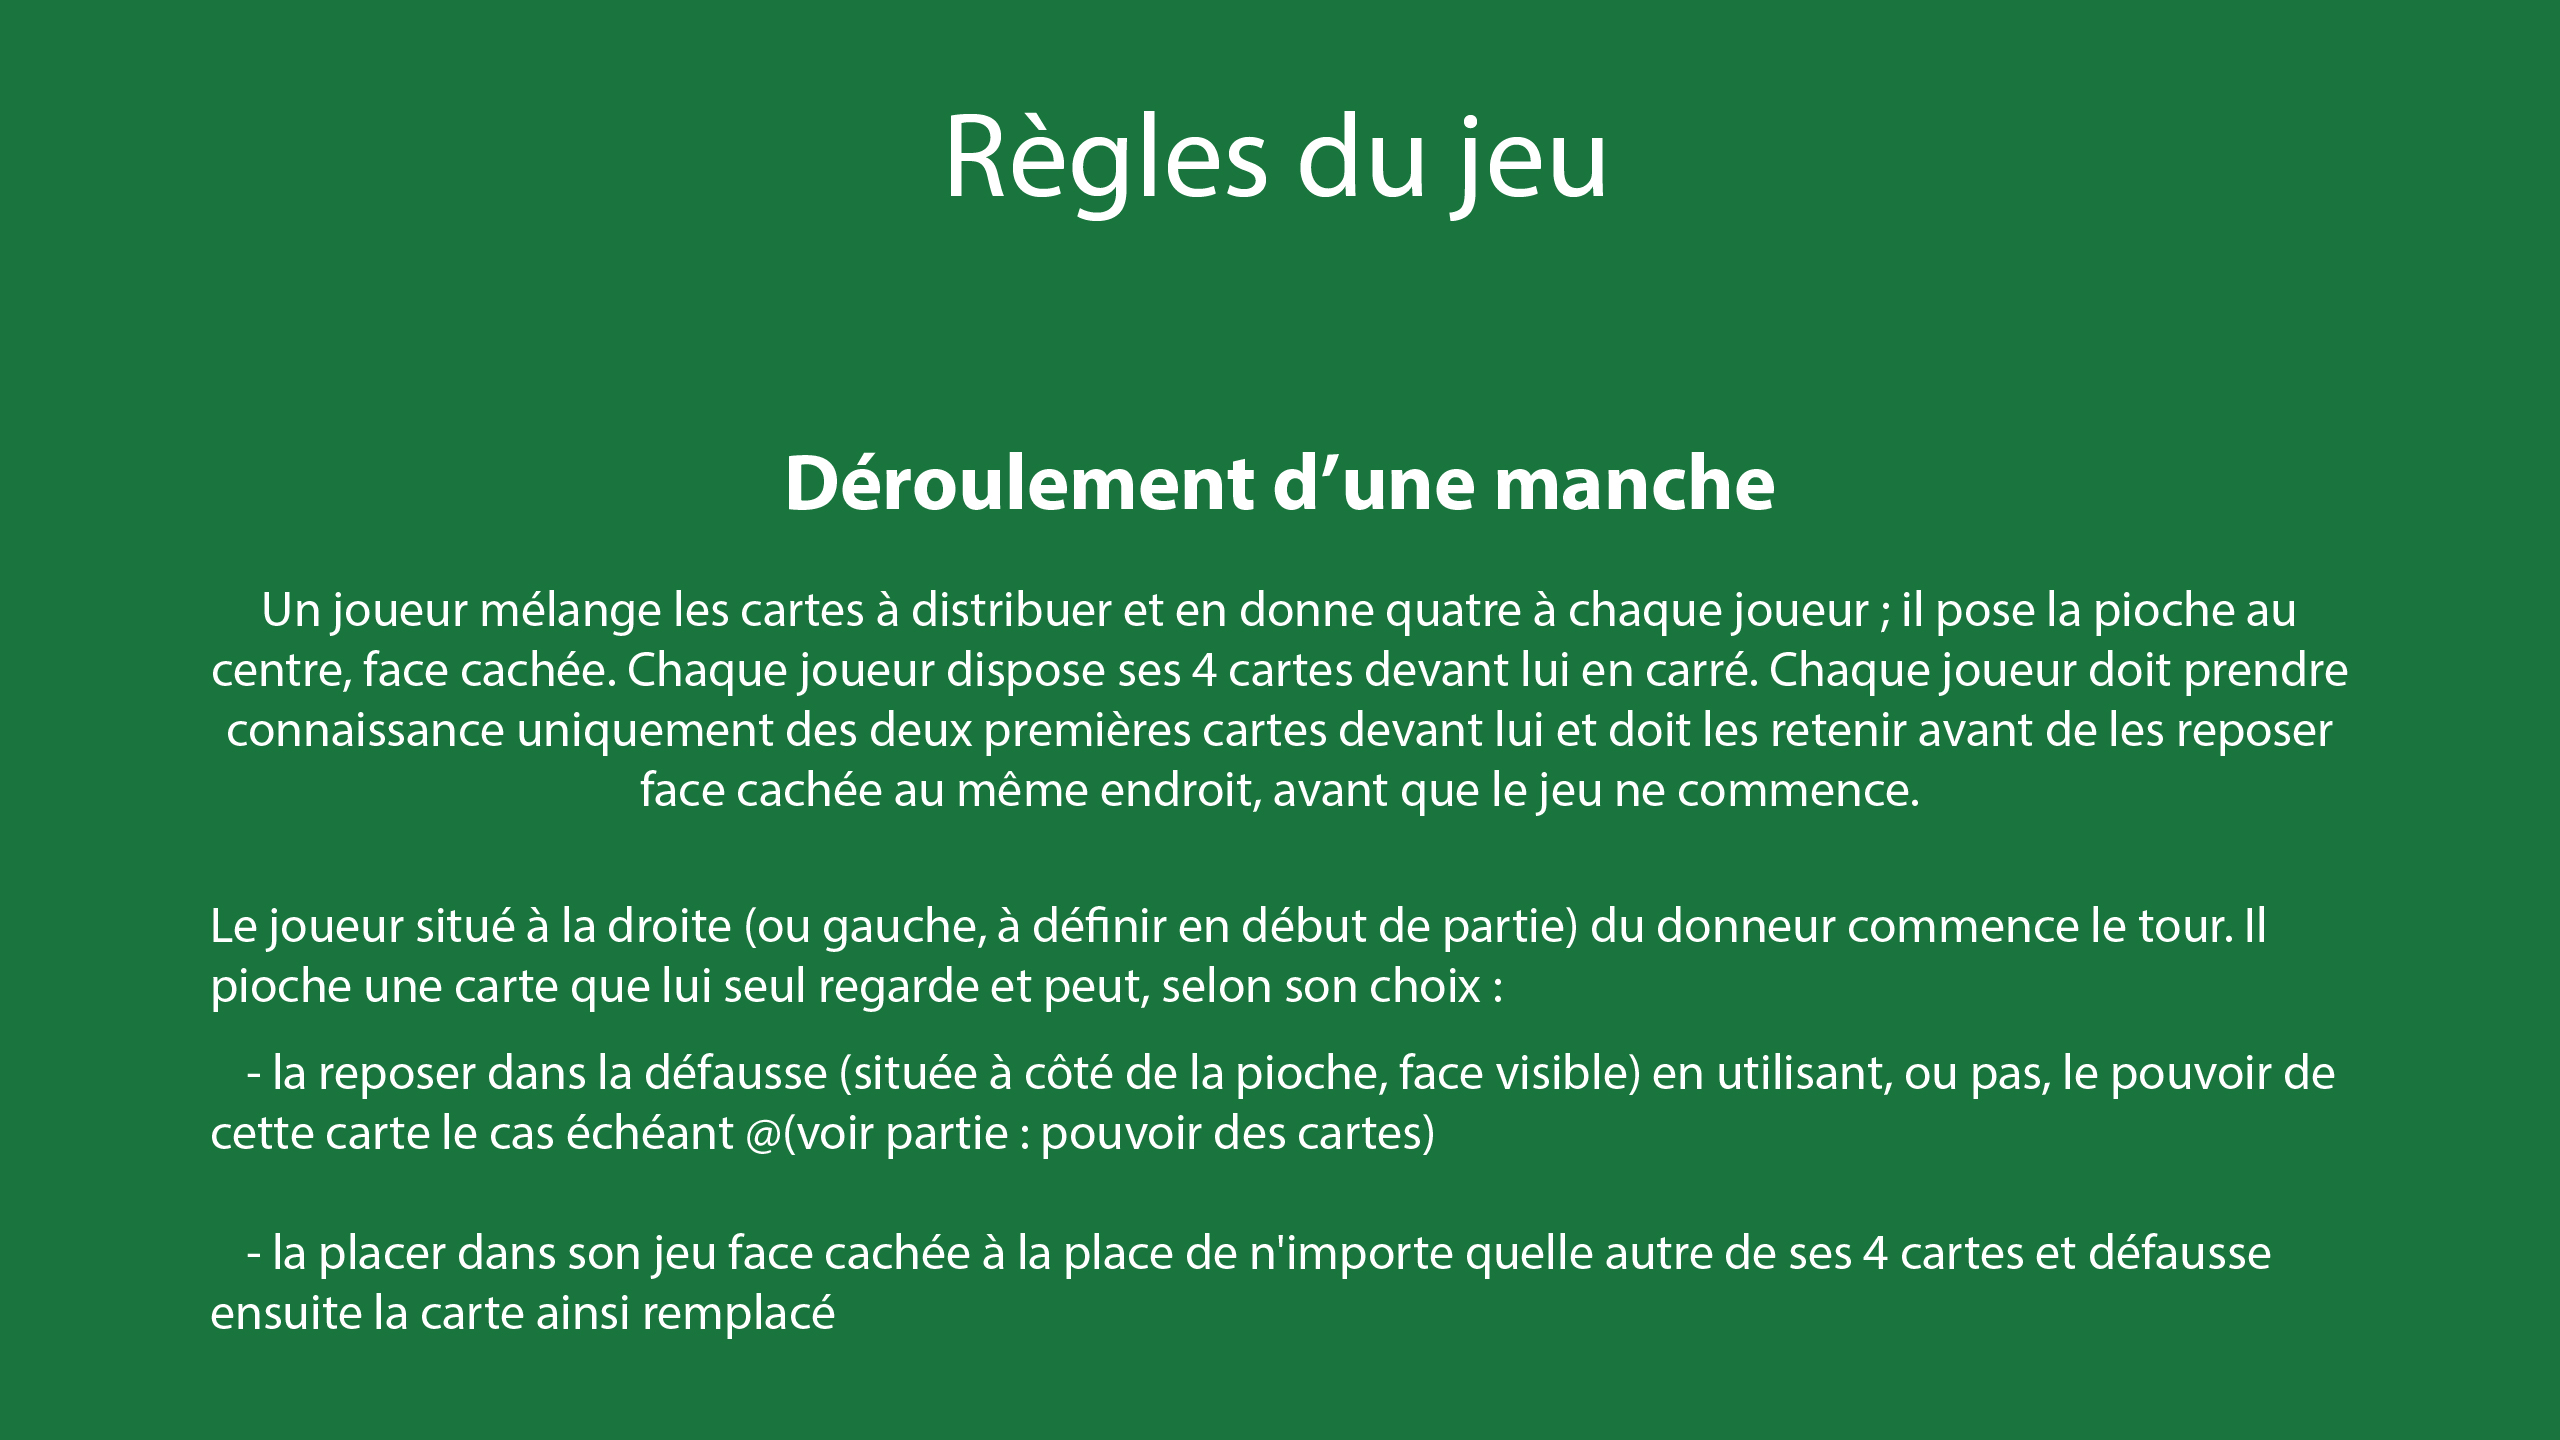 Règles du jeu
Déroulement d’une manche
Un joueur mélange les cartes à distribuer et en donne quatre à chaque joueur ; il pose la pioche au
centre, face cachée. Chaque joueur dispose ses 4 cartes devant lui en carré. Chaque joueur doit prendre
connaissance uniquement des deux premières cartes devant lui et doit les retenir avant de les reposer
face cachée au même endroit, avant que le jeu ne commence.
Le joueur situé à la droite (ou gauche, à définir en début de partie) du donneur commence le tour. Il
pioche une carte que lui seul regarde et peut, selon son choix :
- la reposer dans la défausse (située à côté de la pioche, face visible) en utilisant, ou pas, le pouvoir de
cette carte le cas échéant @(voir partie : pouvoir des cartes)
- la placer dans son jeu face cachée à la place de n'importe quelle autre de ses 4 cartes et défausse
ensuite la carte ainsi remplacé